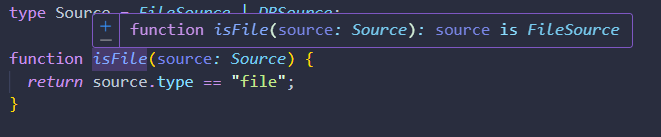 type Source = FileSource | DBSource;
+
function isFile(source: Source): source is FileSource
−
function isFile(source: Source) {
return source.type == "file";
}